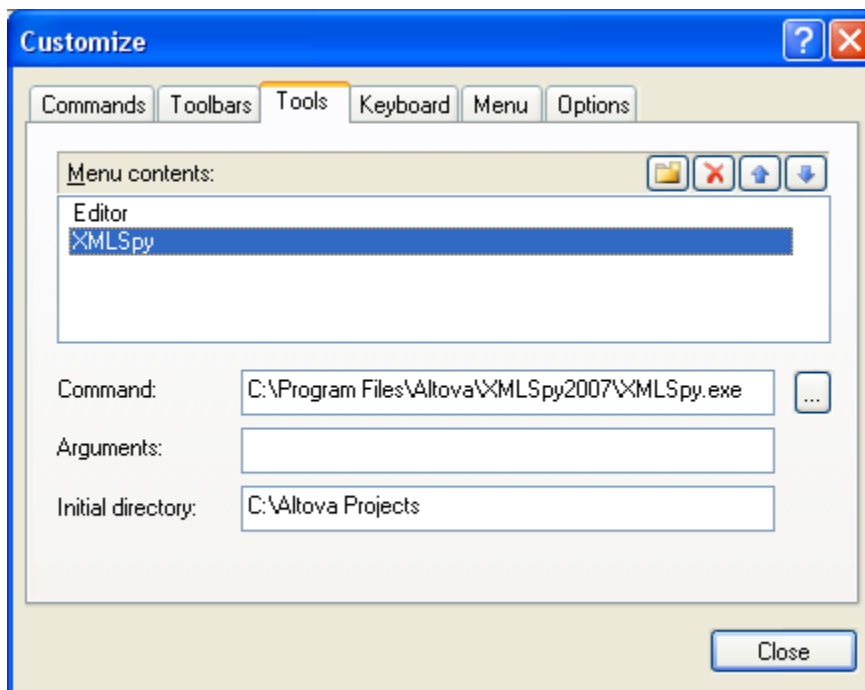 Customize
Commands Toolbars Tools Keyboard Menu Options
Menu contents:
Editor
XMLSpy
Command: C:\Program Files\Altova\XMLSpy2007\XMLSpy.exe ...
Arguments:
Initial directory: C:\Altova Projects
Close